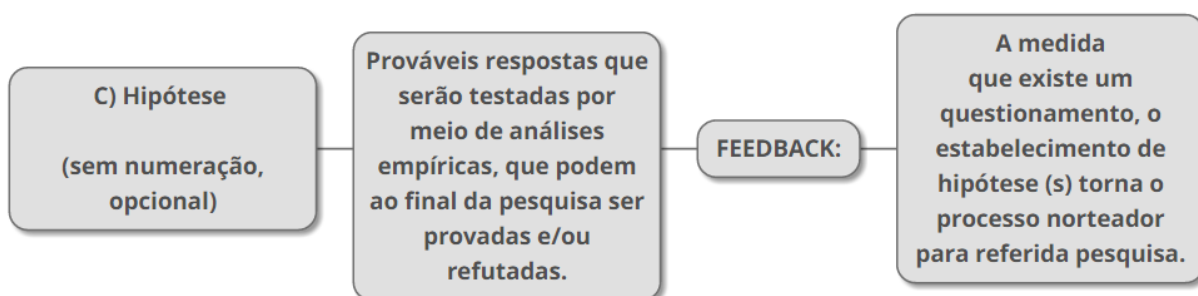 C) Hipótese
(sem numeração,
opcional)
Prováveis respostas que
serão testadas por
meio de análises
empíricas, que podem
ao final da pesquisa ser
provadas e/ou
refutadas.
FEEDBACK:
A medida
que existe um
questionamento, o
estabelecimento de
hipótese (s) torna o
processo norteador
para referida pesquisa.